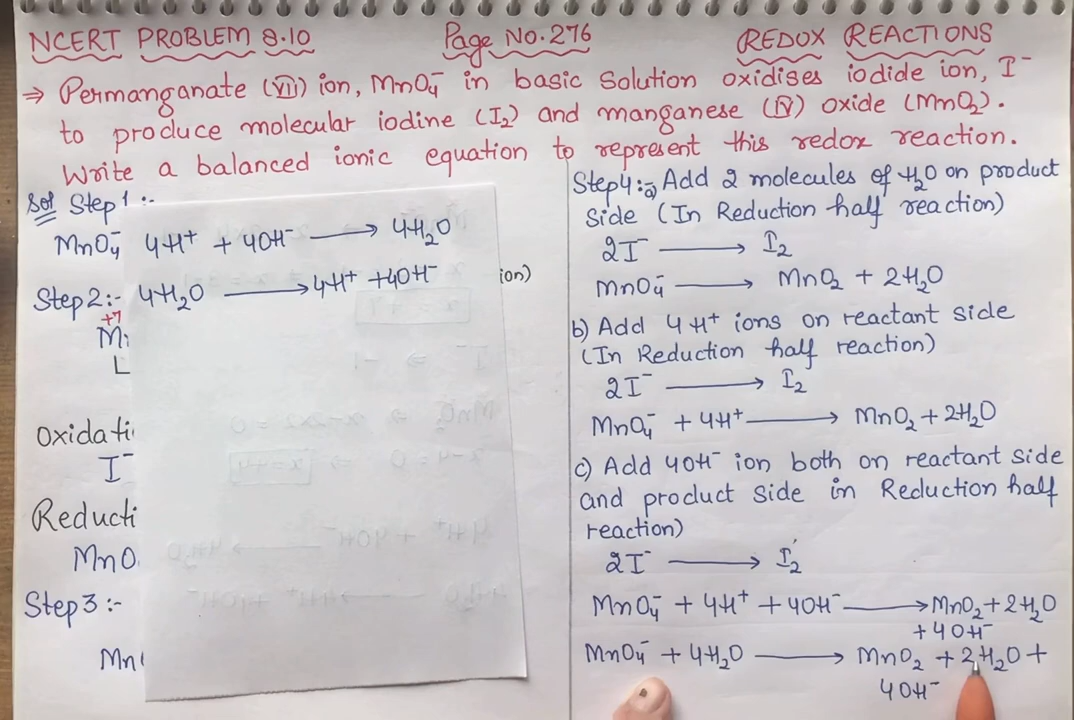 NCERT PROBLEM 8.10 Page No. 276 REDOX REACTIONS
⇒ Permanganate (VII) ion, MnO₄⁻ in basic solution oxidises iodide ion, I⁻
to produce molecular iodine (I₂) and manganese (IV) oxide (MnO₂).
Write a balanced ionic equation to represent this redox reaction.
Sol Step 1 :-
MnO₄⁻
4H⁺ + 4OH⁻ ⟶ 4H₂O
ion)
Step 2 :-
4H₂O ⟶ 4H⁺ + 4OH⁻
+7
M
Oxidati
I⁻
Reducti
MnO
Step 3 :-
Mn
Step 4 :- a) Add 2 molecules of H₂O on product
side (In Reduction half reaction)
2I⁻ ⟶ I₂
MnO₄⁻ ⟶ MnO₂ + 2H₂O
b) Add 4H⁺ ions on reactant side
(In Reduction half reaction)
2I⁻ ⟶ I₂
MnO₄⁻ + 4H⁺ ⟶ MnO₂ + 2H₂O
c) Add 4OH⁻ ion both on reactant side
and product side in Reduction half
reaction)
2I⁻ ⟶ I₂
MnO₄⁻ + 4H⁺ + 4OH⁻ ⟶ MnO₂ + 2H₂O
+ 4OH⁻
MnO₄⁻ + 4H₂O ⟶ MnO₂ + 2H₂O +
4OH⁻